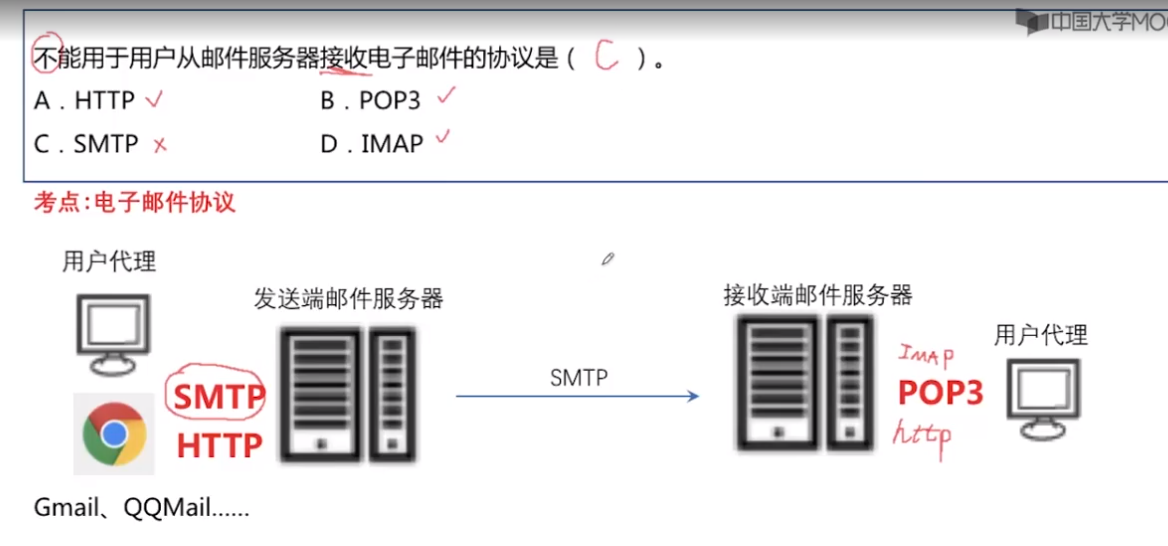 中国大学MO
不能用于用户从邮件服务器接收电子邮件的协议是( C )。
A．HTTP √ B．POP3 √
C．SMTP × D．IMAP √
考点:电子邮件协议
用户代理
发送端邮件服务器
接收端邮件服务器
用户代理
SMTP
HTTP
SMTP
IMAP
POP3
http
Gmail、QQMail......